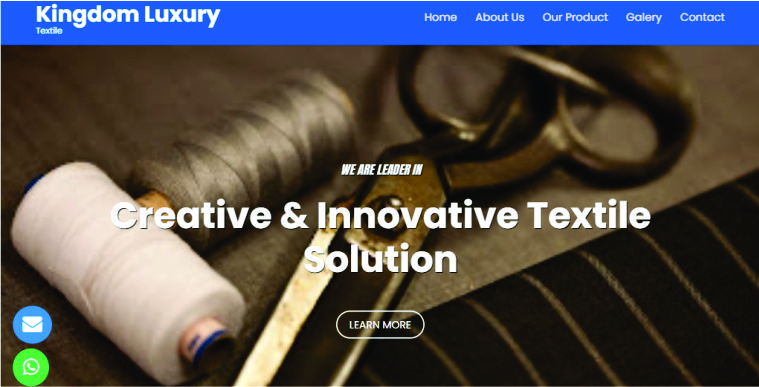 Kingdom Luxury
Textile
Home About Us Our Product Galery Contact
WE ARE LEADER IN
Creative & Innovative Textile
Solution
LEARN MORE